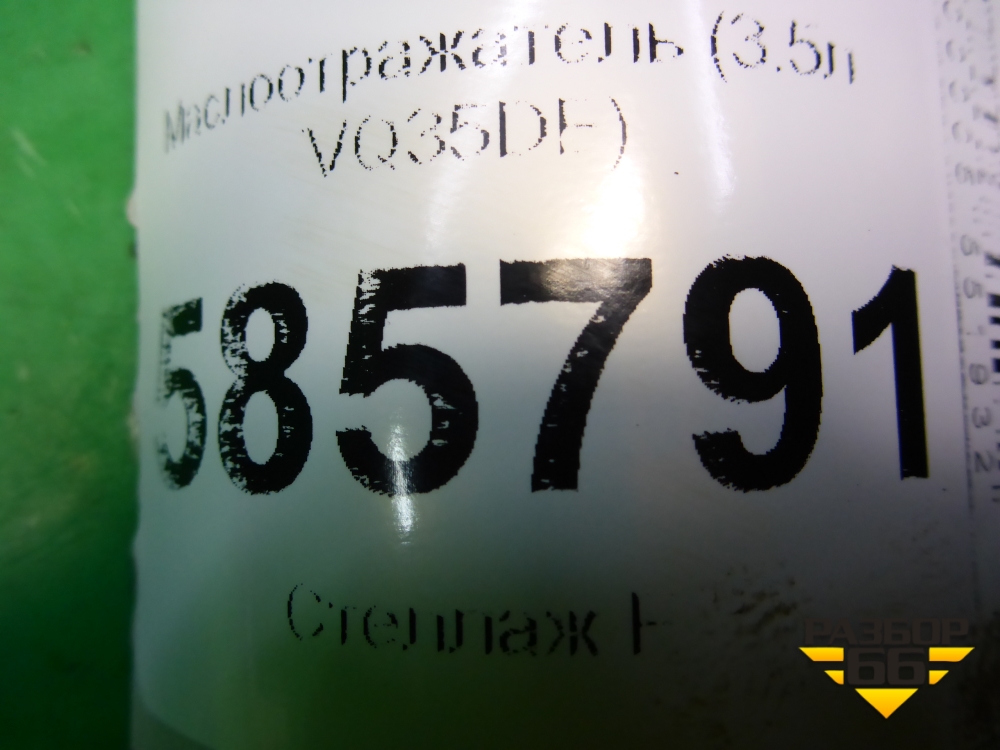 Маслоотражатель (3.5л
VQ35DE)
585791
Стеллаж
РАЗБОР
66